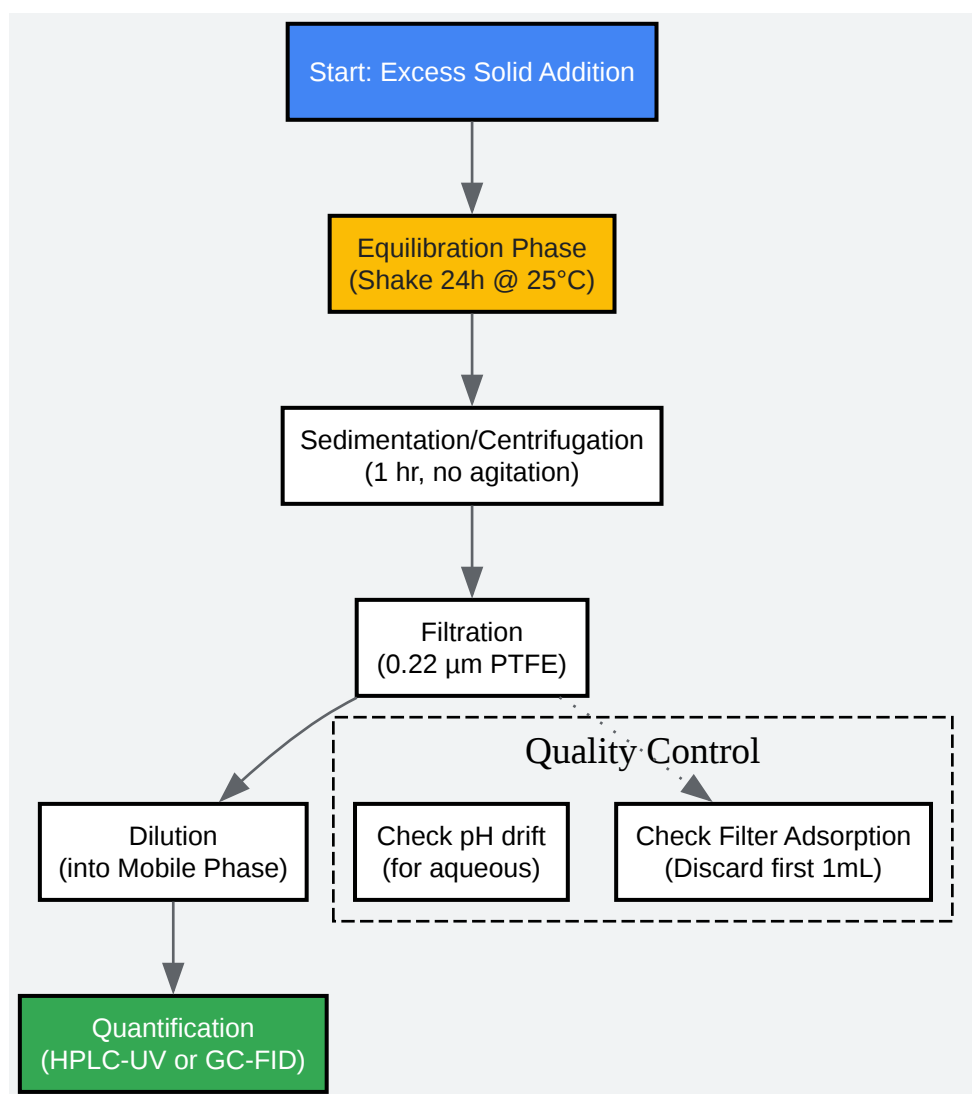 Start: Excess Solid Addition
Equilibration Phase
(Shake 24h @ 25°C)
Sedimentation/Centrifugation
(1 hr, no agitation)
Filtration
(0.22 µm PTFE)
Quality Control
Dilution
(into Mobile Phase)
Check pH drift
(for aqueous)
Check Filter Adsorption
(Discard first 1mL)
Quantification
(HPLC-UV or GC-FID)